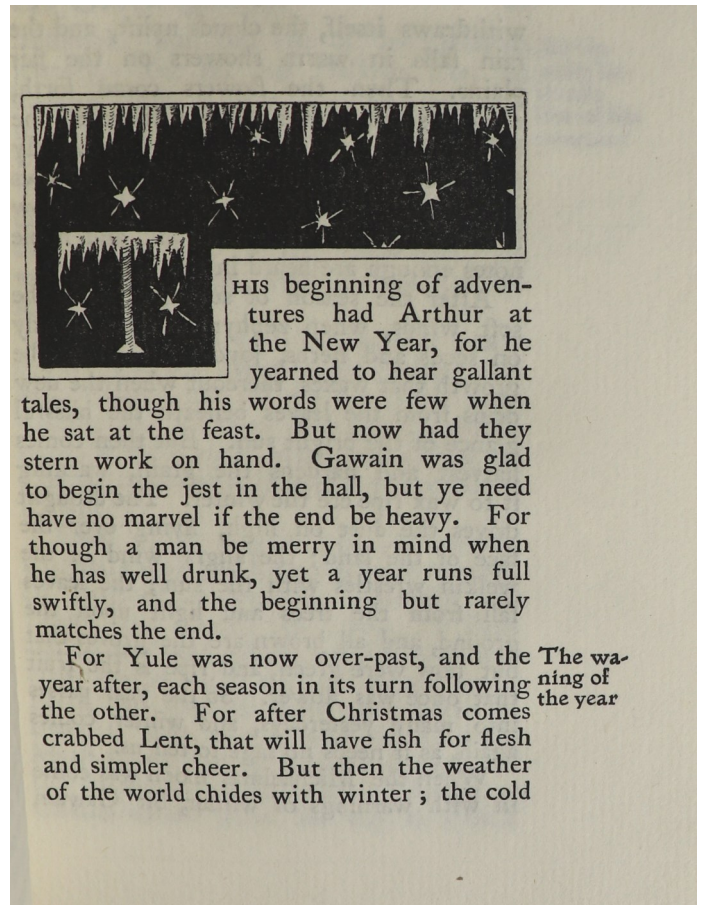 THIS beginning of adven-
tures had Arthur at
the New Year, for he
yearned to hear gallant
tales, though his words were few when
he sat at the feast. But now had they
stern work on hand. Gawain was glad
to begin the jest in the hall, but ye need
have no marvel if the end be heavy. For
though a man be merry in mind when
he has well drunk, yet a year runs full
swiftly, and the beginning but rarely
matches the end.
For Yule was now over-past, and the
year after, each season in its turn following
the other. For after Christmas comes
crabbed Lent, that will have fish for flesh
and simpler cheer. But then the weather
of the world chides with winter ; the cold
The wa-
ning of
the year